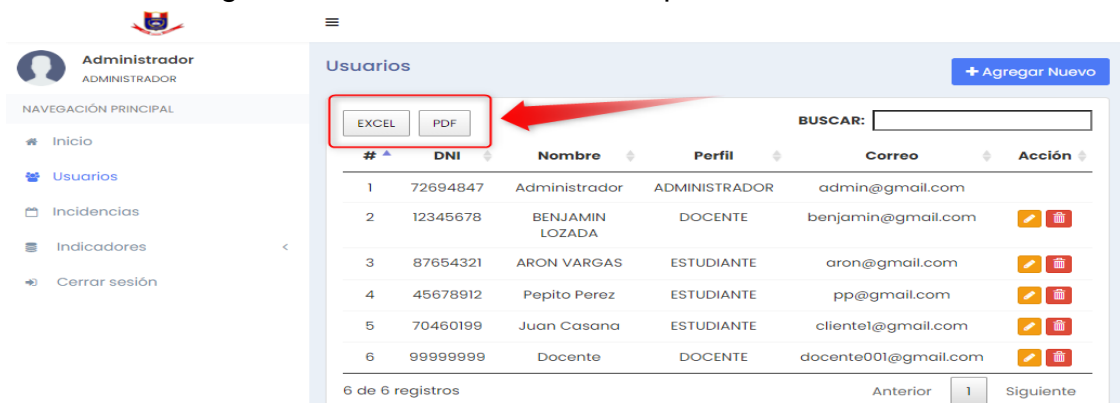 Administrador
ADMINISTRADOR
NAVEGACIÓN PRINCIPAL
Inicio
Usuarios
Incidencias
Indicadores <
Cerrar sesión
Usuarios
+ Agregar Nuevo
EXCEL PDF BUSCAR:
# DNI Nombre Perfil Correo Acción
1 72694847 Administrador ADMINISTRADOR admin@gmail.com
2 12345678 BENJAMIN DOCENTE benjamin@gmail.com
LOZADA
3 87654321 ARON VARGAS ESTUDIANTE aron@gmail.com
4 45678912 Pepito Perez ESTUDIANTE pp@gmail.com
5 70460199 Juan Casana ESTUDIANTE cliente1@gmail.com
6 99999999 Docente DOCENTE docente001@gmail.com
6 de 6 registros Anterior 1 Siguiente